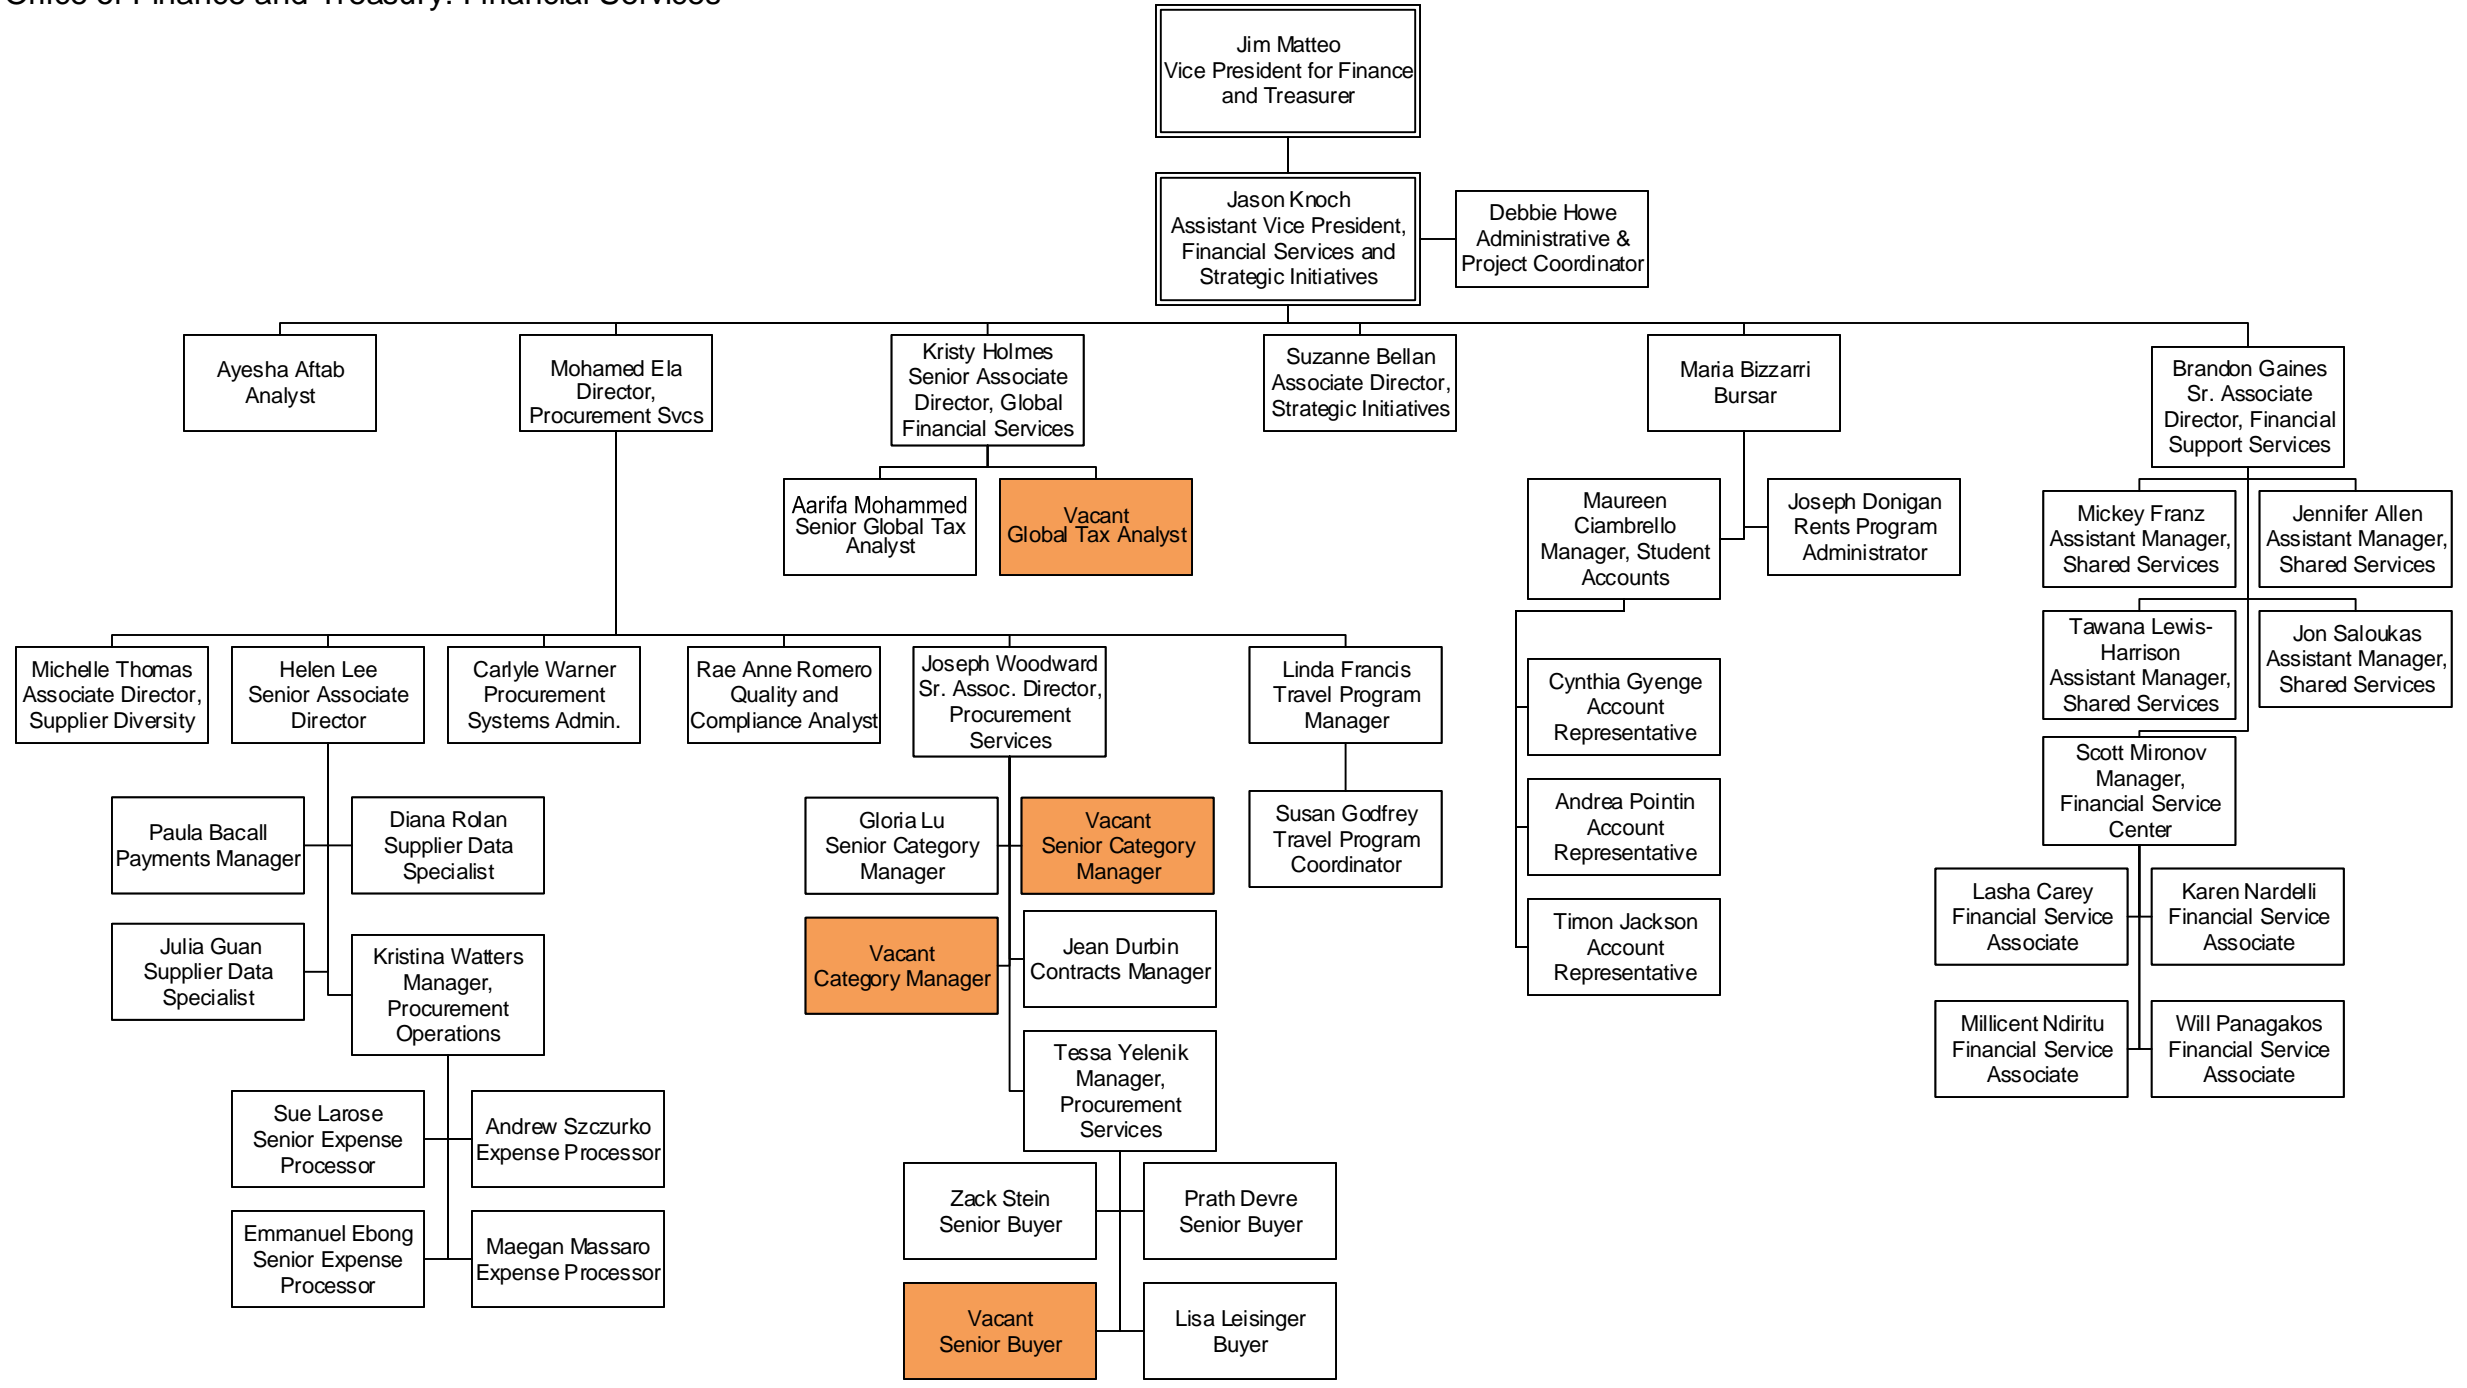 Office of Finance and Treasury: Financial Services
Jim Matteo
Vice President for Finance
and Treasurer
Jason Knoch
Assistant Vice President,
Financial Services and
Strategic Initiatives
Debbie Howe
Administrative &
Project Coordinator
Ayesha Aftab
Analyst
Mohamed Ela
Director,
Procurement Svcs
Kristy Holmes
Senior Associate
Director, Global
Financial Services
Suzanne Bellan
Associate Director,
Strategic Initiatives
Maria Bizzarri
Bursar
Brandon Gaines
Sr. Associate
Director, Financial
Support Services
Aarifa Mohammed
Senior Global Tax
Analyst
Vacant
Global Tax Analyst
Maureen
Ciambrello
Manager, Student
Accounts
Joseph Donigan
Rents Program
Administrator
Mickey Franz
Assistant Manager,
Shared Services
Jennifer Allen
Assistant Manager,
Shared Services
Tawana Lewis-
Harrison
Assistant Manager,
Shared Services
Jon Saloukas
Assistant Manager,
Shared Services
Michelle Thomas
Associate Director,
Supplier Diversity
Helen Lee
Senior Associate
Director
Carlyle Warner
Procurement
Systems Admin.
Rae Anne Romero
Quality and
Compliance Analyst
Joseph Woodward
Sr. Assoc. Director,
Procurement
Services
Linda Francis
Travel Program
Manager
Cynthia Gyenge
Account
Representative
Scott Mironov
Manager,
Financial Service
Center
Paula Bacall
Payments Manager
Diana Rolan
Supplier Data
Specialist
Gloria Lu
Senior Category
Manager
Vacant
Senior Category
Manager
Susan Godfrey
Travel Program
Coordinator
Andrea Pointin
Account
Representative
Lasha Carey
Financial Service
Associate
Karen Nardelli
Financial Service
Associate
Julia Guan
Supplier Data
Specialist
Kristina Watters
Manager,
Procurement
Operations
Vacant
Category Manager
Jean Durbin
Contracts Manager
Timon Jackson
Account
Representative
Millicent Ndiritu
Financial Service
Associate
Will Panagakos
Financial Service
Associate
Tessa Yelenik
Manager,
Procurement
Services
Sue Larose
Senior Expense
Processor
Andrew Szczurko
Expense Processor
Zack Stein
Senior Buyer
Prath Devre
Senior Buyer
Emmanuel Ebong
Senior Expense
Processor
Maegan Massaro
Expense Processor
Vacant
Senior Buyer
Lisa Leisinger
Buyer